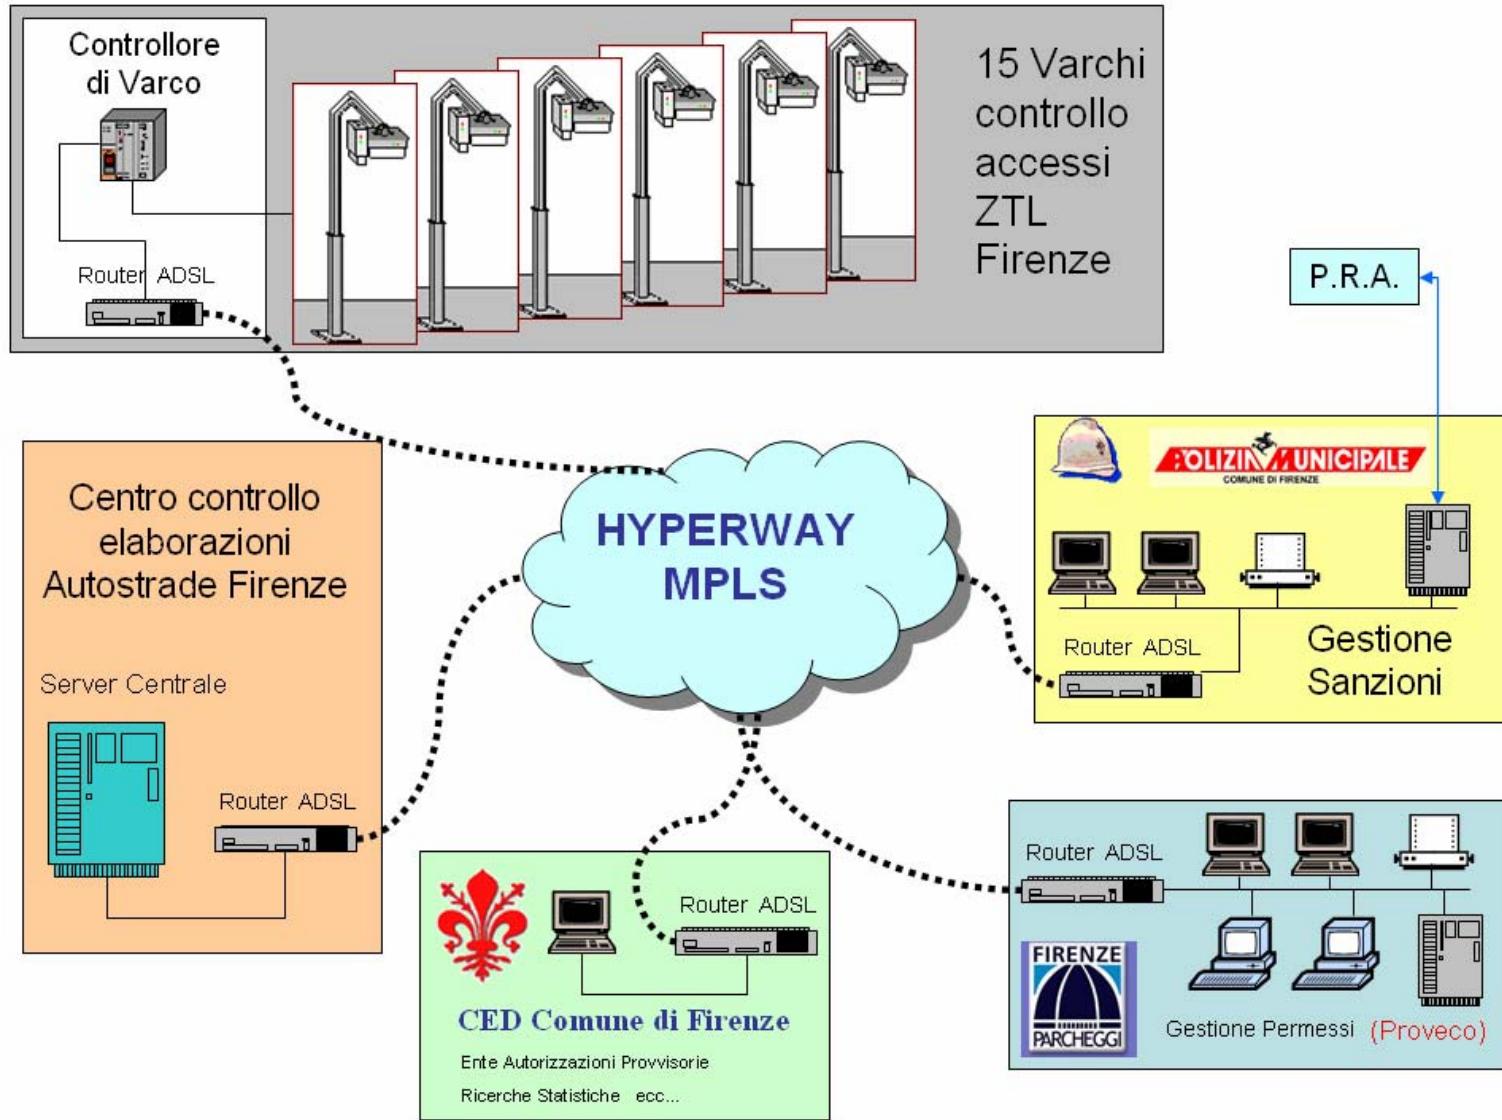 Controllore
di Varco
Router ADSL
15 Varchi
controllo
accessi
ZTL
Firenze
P.R.A.
Centro controllo
elaborazioni
Autostrade Firenze
Server Centrale
Router ADSL
HYPERWAY
MPLS
POLIZIA MUNICIPALE
COMUNE DI FIRENZE
Router ADSL
Gestione
Sanzioni
Router ADSL
CED Comune di Firenze
Ente Autorizzazioni Provvisorie
Ricerche Statistiche ecc...
Router ADSL
FIRENZE
PARCHEGGI
Gestione Permessi (Proveco)